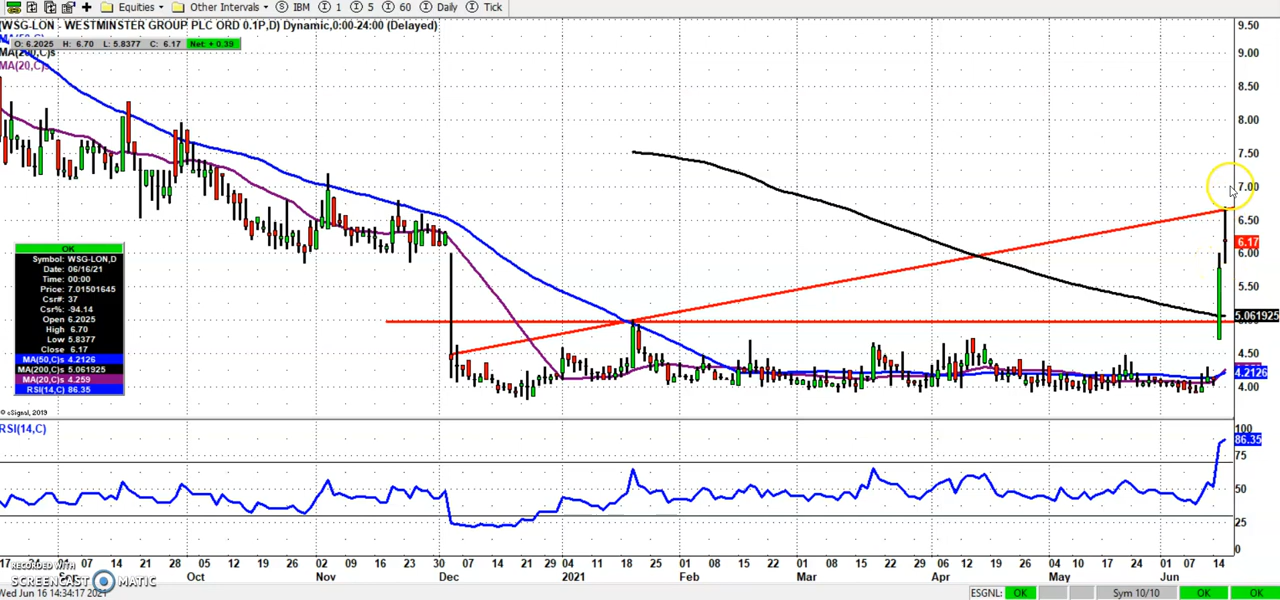 Equities Other Intervals IBM 1 5 60 Daily Tick
(WSG-LON - WESTMINSTER GROUP PLC ORD 0.1P,D) Dynamic,0:00-24:00 (Delayed)
O: 6.2025 H: 6.70 L: 5.8377 C: 6.17 Net: + 0.39
MA(20,C)s
9.50
9.00
8.50
8.00
7.50
7.00
6.50
6.17
6.00
5.50
5.061925
4.50
4.2126
4.00
OK
Symbol: WSG-LON,D
Date: 06/16/21
Time: 00:00
Price: 7.01501645
Csr#: 37
Csr%: -94.14
Open 6.2025
High 6.70
Low 5.8377
Close 6.17
MA(50,C)s 4.2126
MA(200,C)s 5.061925
MA(20,C)s 4.259
RSI(14,C) 86.35
© eSignal, 2019
RSI(14,C)
100
86.35
75
50
25
0
17 24 07 14 21 28 05 12 19 26 02 09 16 23 30 07 14 21 29 04 11 18 25 01 08 15 22 01 08 15 22 29 06 12 19 26 04 10 17 24 01 07 14
Sep Oct Nov Dec 2021 Feb Mar Apr May Jun
RECORDED WITH
SCREENCAST MATIC
Wed Jun 16 14:34:17 2021
ESGNL: OK Sym 10/10 OK OK